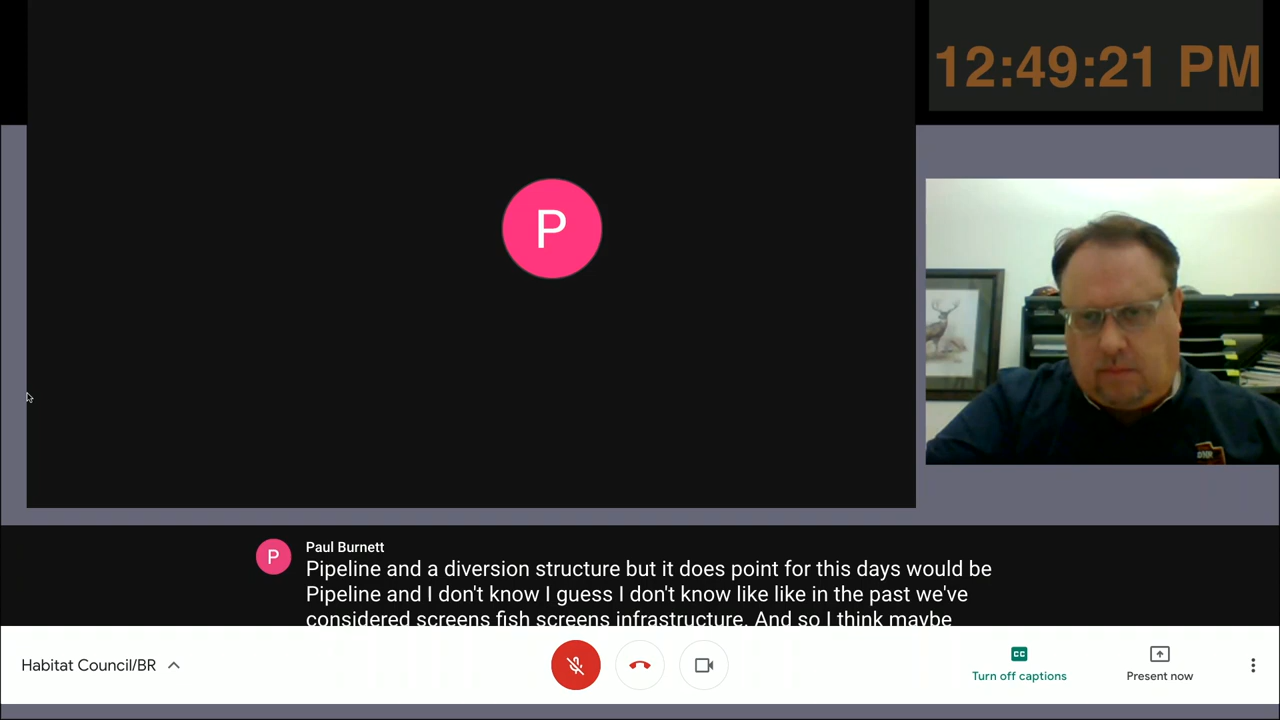 12:49:21 PM
P
P
Paul Burnett
Pipeline and a diversion structure but it does point for this days would be
Pipeline and I don't know I guess I don't know like like in the past we've
considered screens fish screens infrastructure. And so I think maybe
Habitat Council/BR
CC
Turn off captions
Present now